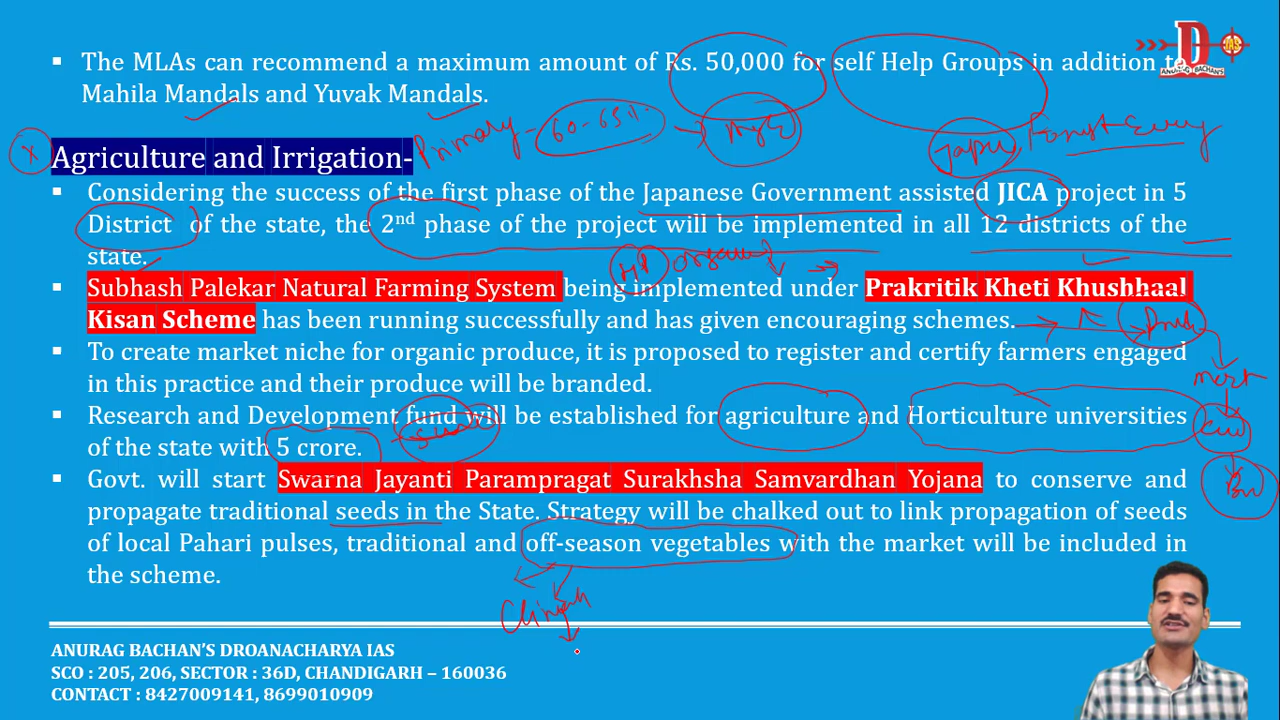 ▪ The MLAs can recommend a maximum amount of Rs. 50,000 for self Help Groups in addition to
Mahila Mandals and Yuvak Mandals.
D IAS
ANURAG BACHAN'S
X Agriculture and Irrigation- Primary - 60-65%
▪ Considering the success of the first phase of the Japanese Government assisted JICA project in 5
District of the state, the 2nd phase of the project will be implemented in all 12 districts of the
state.
HP
▪ Subhash Palekar Natural Farming System being implemented under Prakritik Kheti Khushhaal
Kisan Scheme has been running successfully and has given encouraging schemes.
▪ To create market niche for organic produce, it is proposed to register and certify farmers engaged
in this practice and their produce will be branded.
▪ Research and Development fund will be established for agriculture and Horticulture universities
of the state with 5 crore.
▪ Govt. will start Swarna Jayanti Parampragat Surakhsha Samvardhan Yojana to conserve and
propagate traditional seeds in the State. Strategy will be chalked out to link propagation of seeds
of local Pahari pulses, traditional and off-season vegetables with the market will be included in
the scheme.
ANURAG BACHAN'S DROANACHARYA IAS
SCO : 205, 206, SECTOR : 36D, CHANDIGARH – 160036
CONTACT : 8427009141, 8699010909